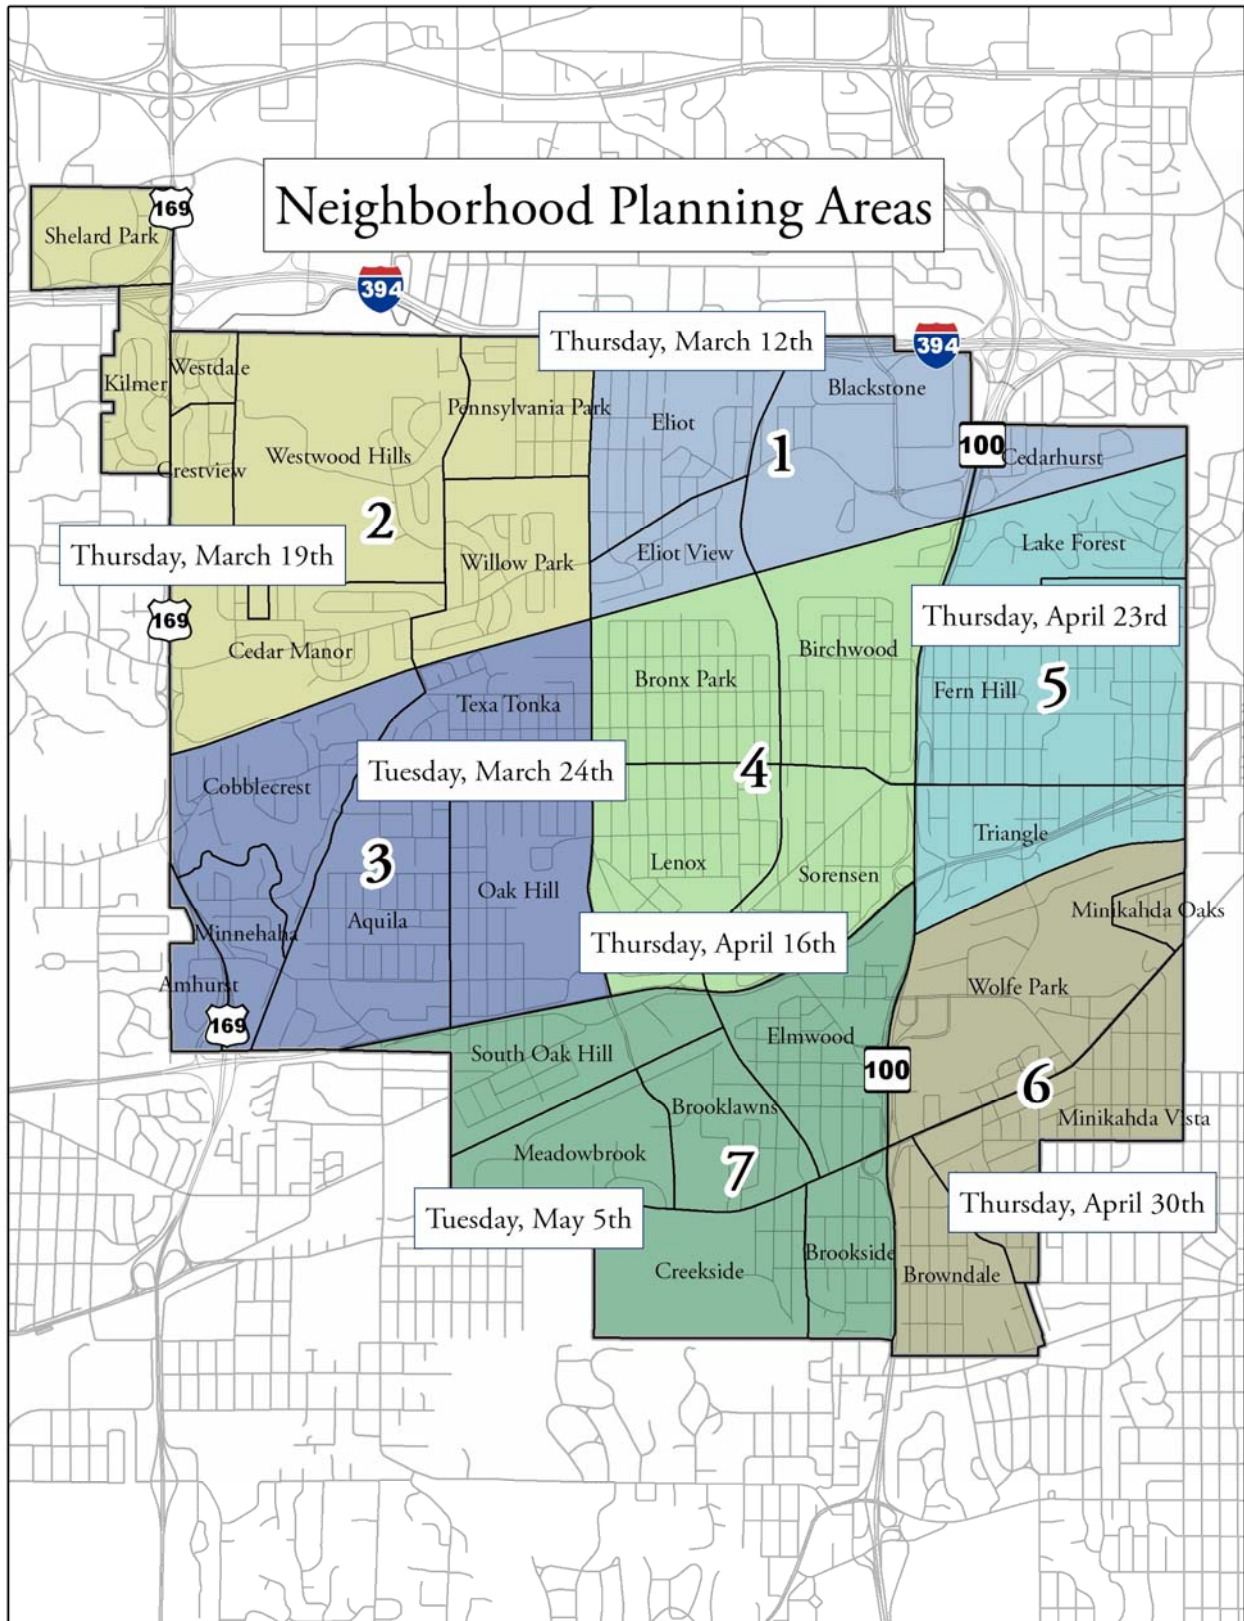 Neighborhood Planning Areas
169
Shelard Park
394
Thursday, March 12th
394
Westdale
Kilmer
Blackstone
Pennsylvania Park
Eliot
100
Westwood Hills
1
Cedarhurst
Crestview
2
Thursday, March 19th
Eliot View
Lake Forest
Willow Park
169
Thursday, April 23rd
Cedar Manor
Birchwood
Bronx Park
Fern Hill
5
Texa Tonka
Tuesday, March 24th
4
Cobblecrest
Triangle
3
Lenox
Sorensen
Oak Hill
Aquila
Minikahda Oaks
Minnehaha
Thursday, April 16th
Amhurst
Wolfe Park
169
Elmwood
South Oak Hill
100
6
Brooklawns
Minikahda Vista
Meadowbrook
7
Thursday, April 30th
Tuesday, May 5th
Brookside
Creekside
Browndale